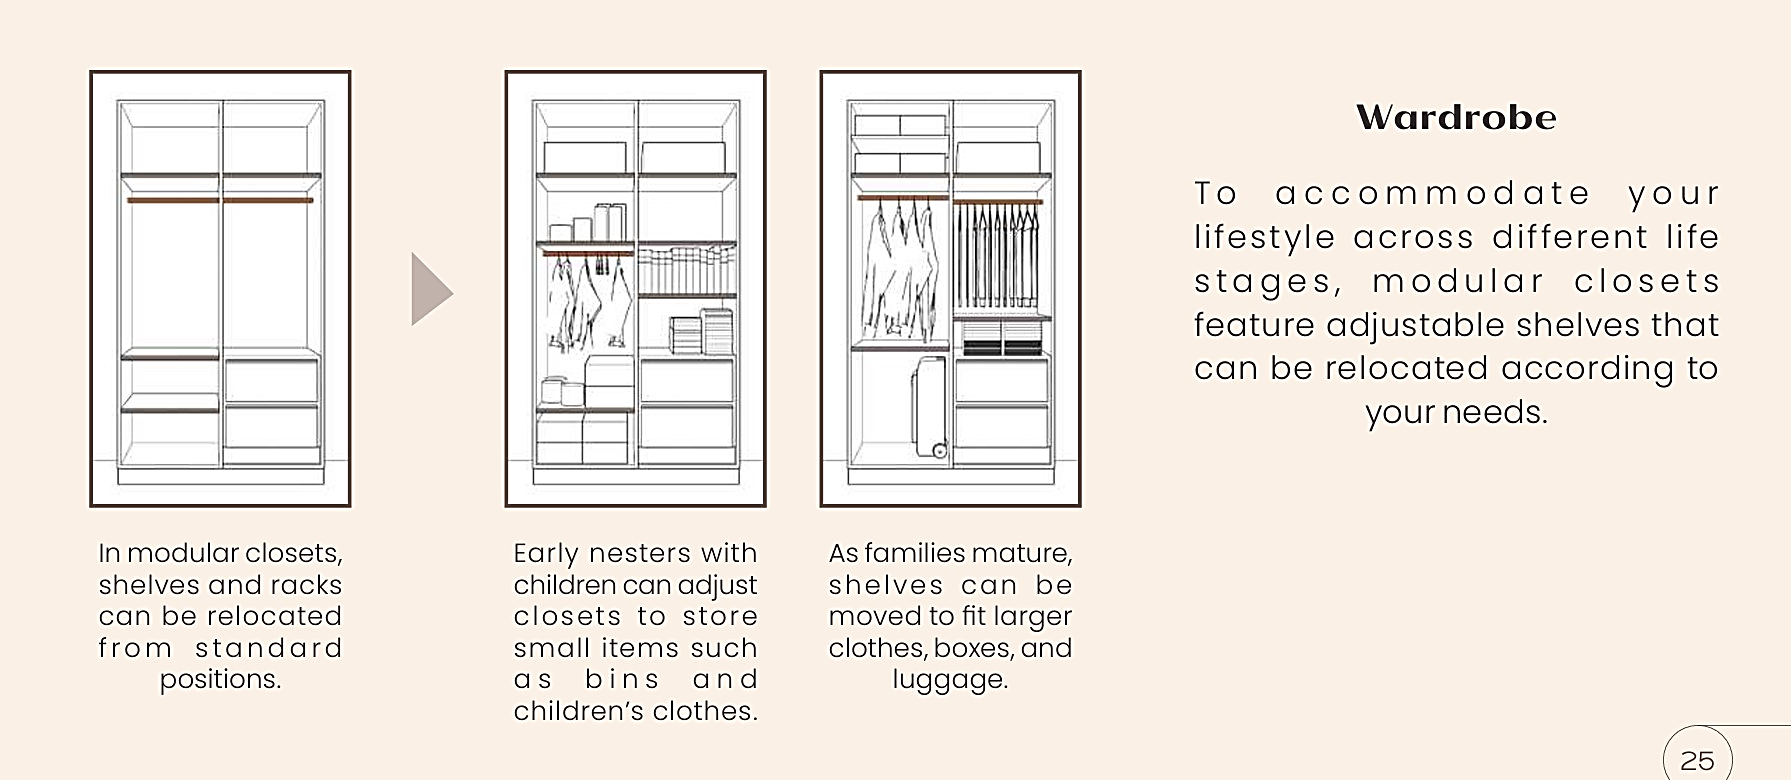 Wardrobe
To accommodate your
lifestyle across different life
stages, modular closets
feature adjustable shelves that
can be relocated according to
your needs.
In modular closets,
shelves and racks
can be relocated
from standard
positions.
Early nesters with
children can adjust
closets to store
small items such
as bins and
children’s clothes.
As families mature,
shelves can be
moved to fit larger
clothes, boxes, and
luggage.
25